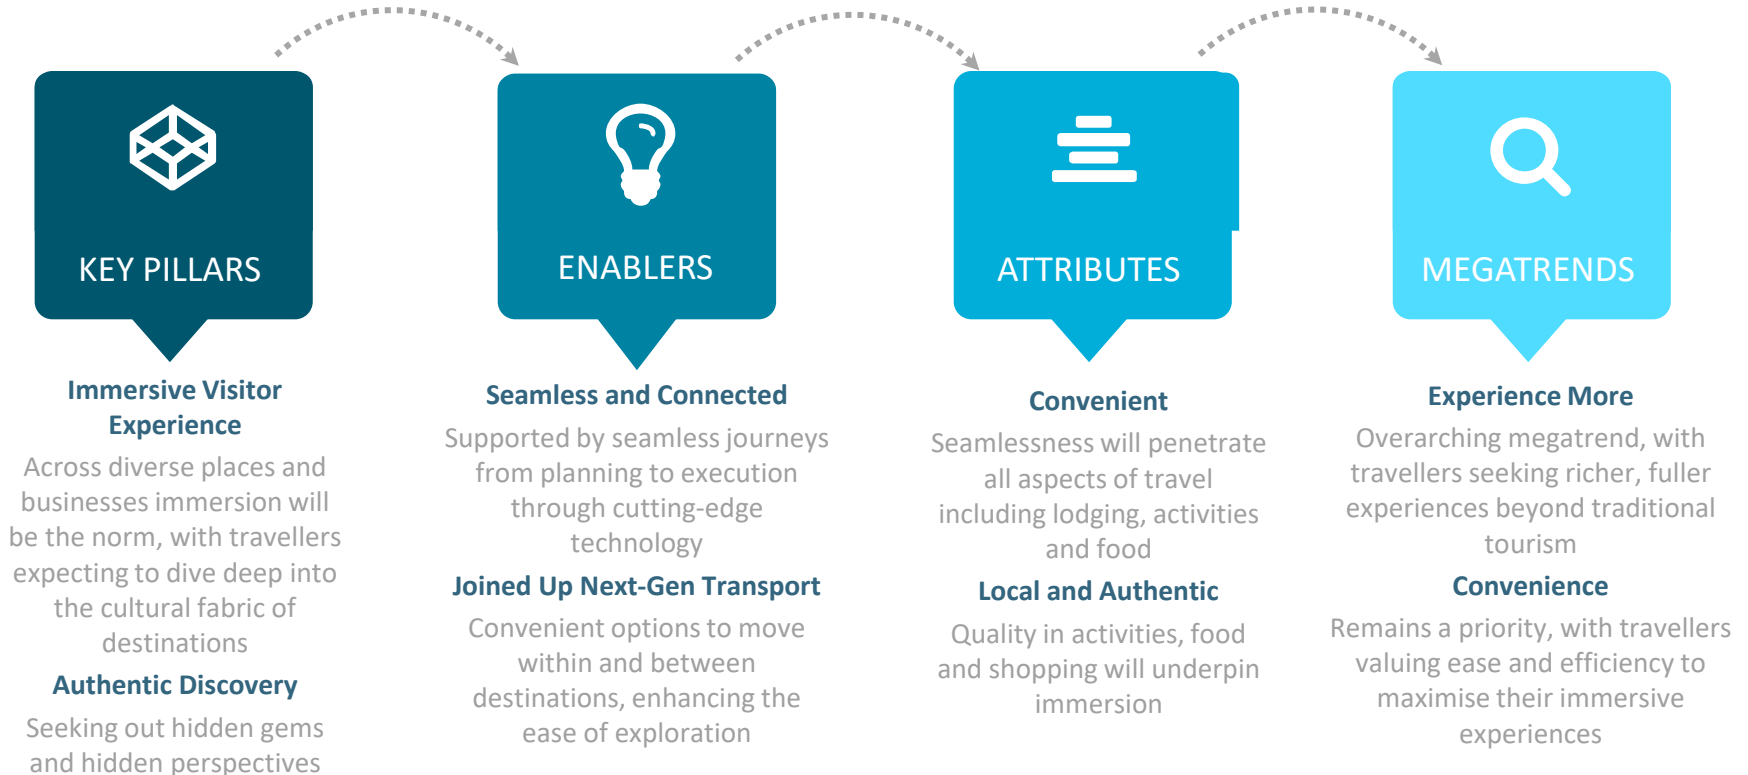 KEY PILLARS
Immersive Visitor
Experience
Across diverse places and
businesses immersion will
be the norm, with travellers
expecting to dive deep into
the cultural fabric of
destinations
Authentic Discovery
Seeking out hidden gems
and hidden perspectives
ENABLERS
Seamless and Connected
Supported by seamless journeys
from planning to execution
through cutting-edge
technology
Joined Up Next-Gen Transport
Convenient options to move
within and between
destinations, enhancing the
ease of exploration
ATTRIBUTES
Convenient
Seamlessness will penetrate
all aspects of travel
including lodging, activities
and food
Local and Authentic
Quality in activities, food
and shopping will underpin
immersion
MEGATRENDS
Experience More
Overarching megatrend, with
travellers seeking richer, fuller
experiences beyond traditional
tourism
Convenience
Remains a priority, with travellers
valuing ease and efficiency to
maximise their immersive
experiences